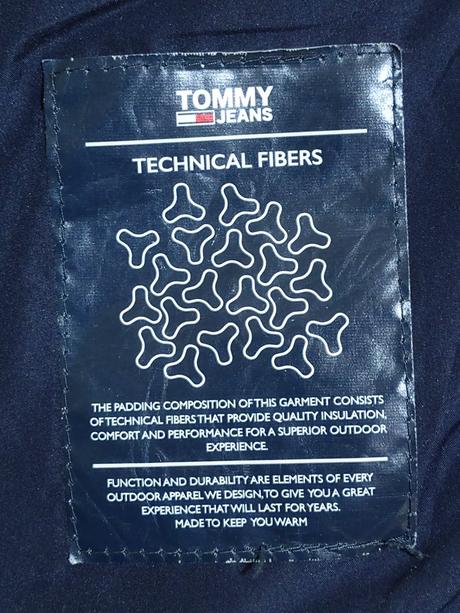 TOMMY
JEANS
TECHNICAL FIBERS
THE PADDING COMPOSITION OF THIS GARMENT CONSISTS
OF TECHNICAL FIBERS THAT PROVIDE QUALITY INSULATION,
COMFORT AND PERFORMANCE FOR A SUPERIOR OUTDOOR
EXPERIENCE.
FUNCTION AND DURABILITY ARE ELEMENTS OF EVERY
OUTDOOR APPAREL WE DESIGN, TO GIVE YOU A GREAT
EXPERIENCE THAT WILL LAST FOR YEARS.
MADE TO KEEP YOU WARM